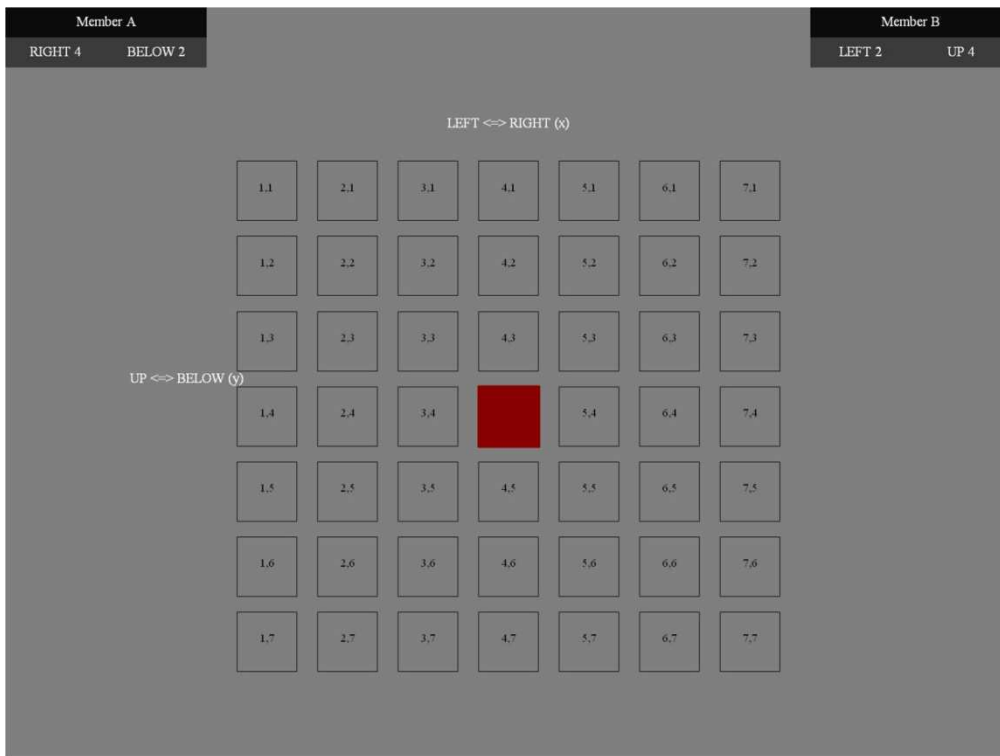 Member A
RIGHT 4 BELOW 2
Member B
LEFT 2 UP 4
LEFT <=> RIGHT (x)
1,1 2,1 3,1 4,1 5,1 6,1 7,1
1,2 2,2 3,2 4,2 5,2 6,2 7,2
1,3 2,3 3,3 4,3 5,3 6,3 7,3
UP <=> BELOW (y)
1,4 2,4 3,4 5,4 6,4 7,4
1,5 2,5 3,5 4,5 5,5 6,5 7,5
1,6 2,6 3,6 4,6 5,6 6,6 7,6
1,7 2,7 3,7 4,7 5,7 6,7 7,7